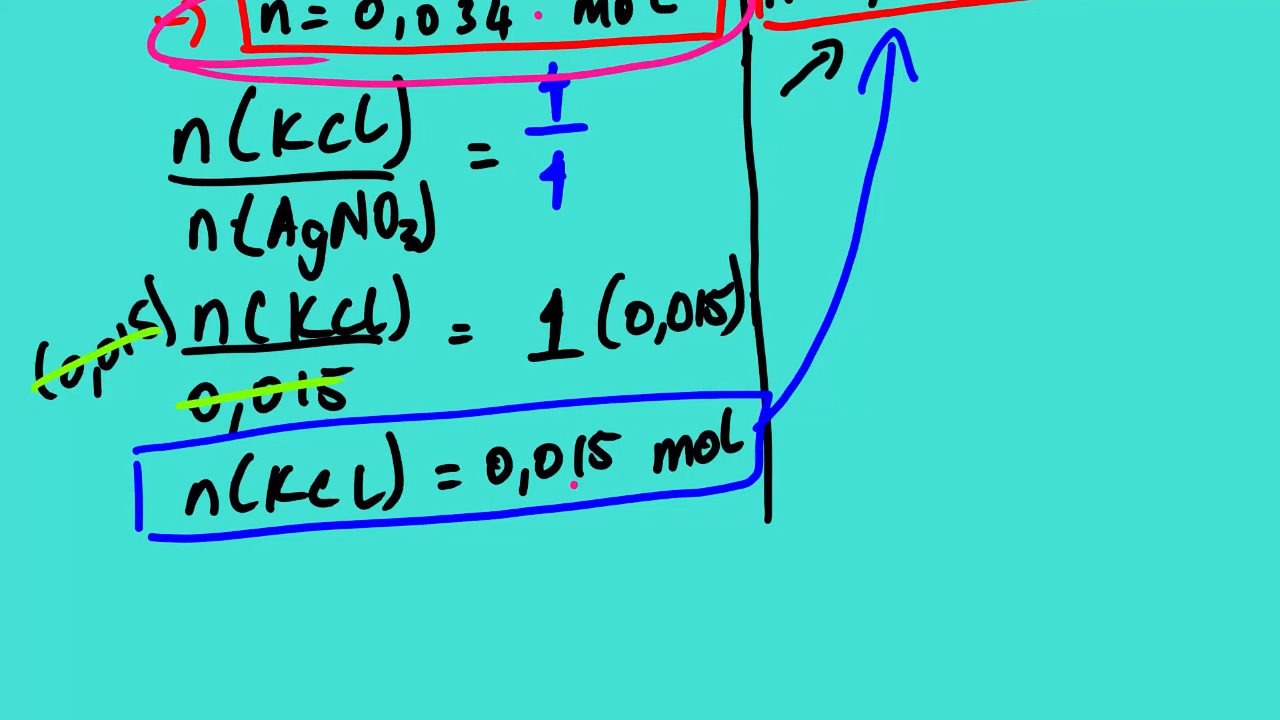 n = 0,034 mol
n(KCl) / n(AgNO3) = 1/1
(0,015) n(KCl) / 0,015 = 1 (0,015)
n(KCl) = 0,015 mol